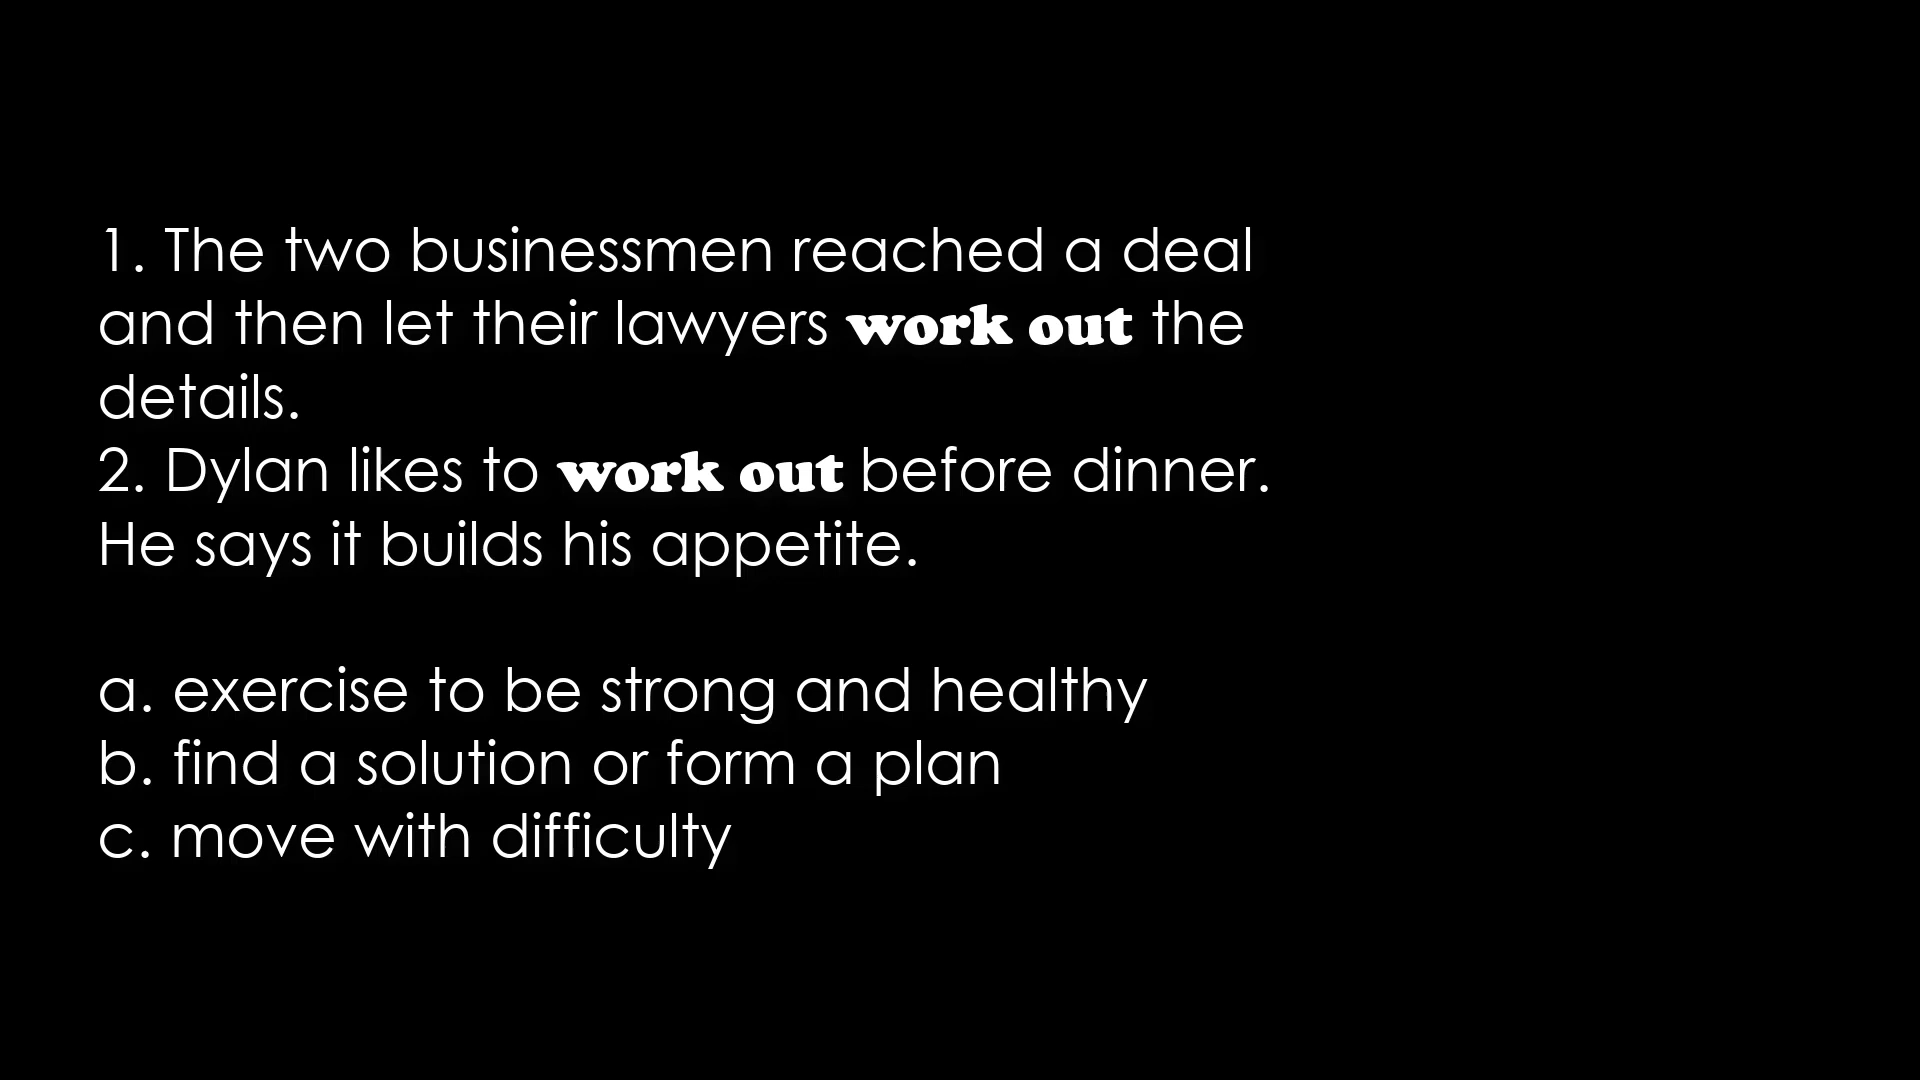 1. The two businessmen reached a deal
and then let their lawyers work out the
details.
2. Dylan likes to work out before dinner.
He says it builds his appetite.
a. exercise to be strong and healthy
b. find a solution or form a plan
c. move with difficulty